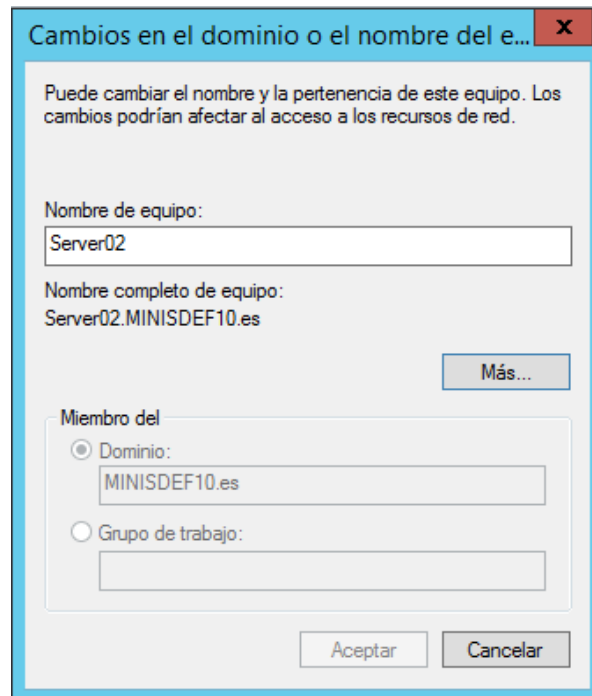 Cambios en el dominio o el nombre del e...
x
Puede cambiar el nombre y la pertenencia de este equipo. Los
cambios podrían afectar al acceso a los recursos de red.
Nombre de equipo:
Server02
Nombre completo de equipo:
Server02.MINISDEF10.es
Más...
Miembro del
Dominio:
MINISDEF10.es
Grupo de trabajo:
Aceptar
Cancelar